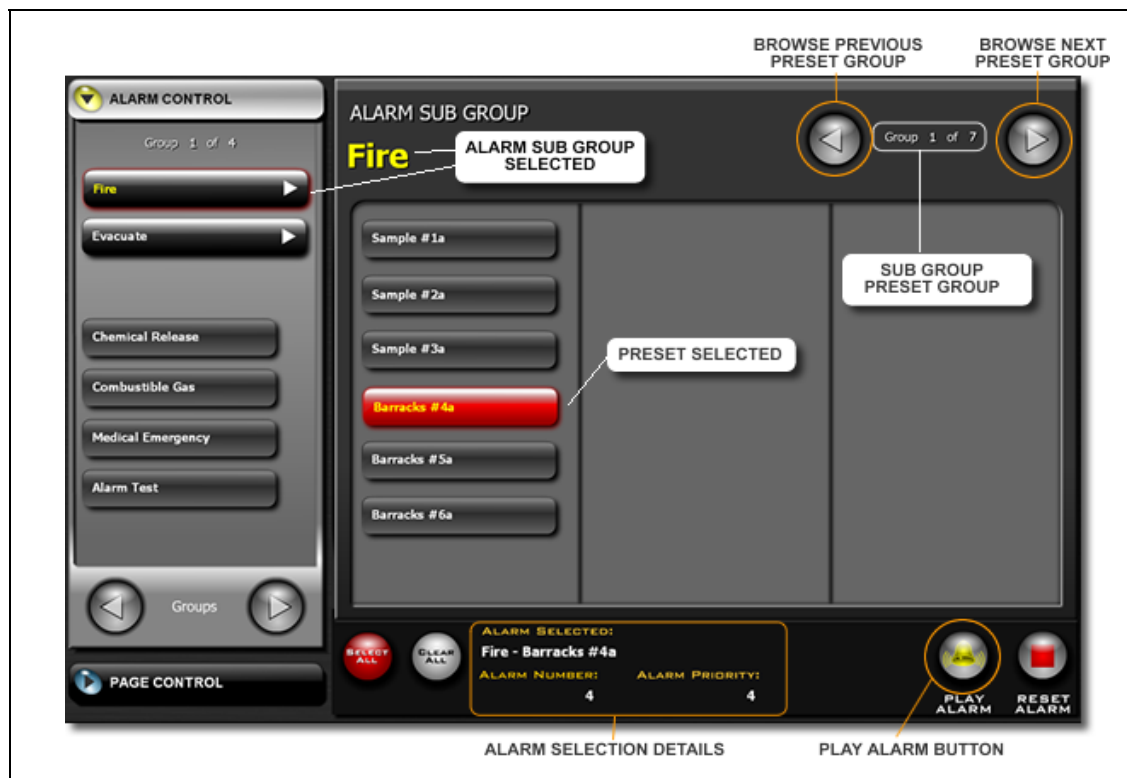 BROWSE PREVIOUS
PRESET GROUP
BROWSE NEXT
PRESET GROUP
ALARM CONTROL
Group 1 of 4
Fire
Evacuate
Chemical Release
Combustible Gas
Medical Emergency
Alarm Test
Groups
PAGE CONTROL
ALARM SUB GROUP
Fire
ALARM SUB GROUP
SELECTED
Group 1 of 7
SUB GROUP
PRESET GROUP
Sample #1a
Sample #2a
Sample #3a
PRESET SELECTED
Barracks #4a
Barracks #5a
Barracks #6a
SELECT
ALL
CLEAR
ALL
ALARM SELECTED:
Fire - Barracks #4a
ALARM NUMBER:
4
ALARM PRIORITY:
4
PLAY
ALARM
RESET
ALARM
ALARM SELECTION DETAILS
PLAY ALARM BUTTON